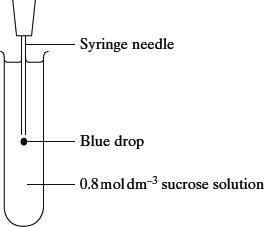 Syringe needle
Blue drop
0.8 mol dm⁻³ sucrose solution